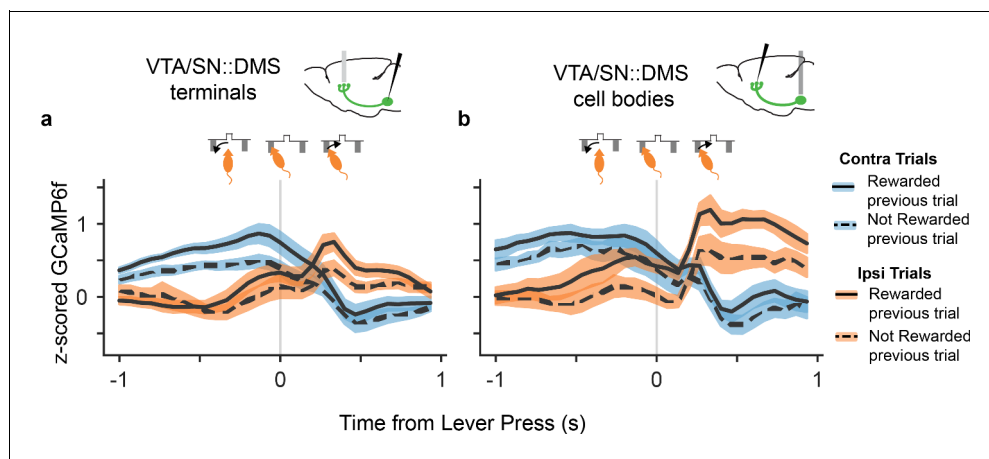 VTA/SN::DMS
terminals
VTA/SN::DMS
cell bodies
a
b
Contra Trials
Rewarded
previous trial
Not Rewarded
previous trial
Ipsi Trials
Rewarded
previous trial
Not Rewarded
previous trial
z-scored GCaMP6f
1
0
-1
0
1
-1
0
1
Time from Lever Press (s)